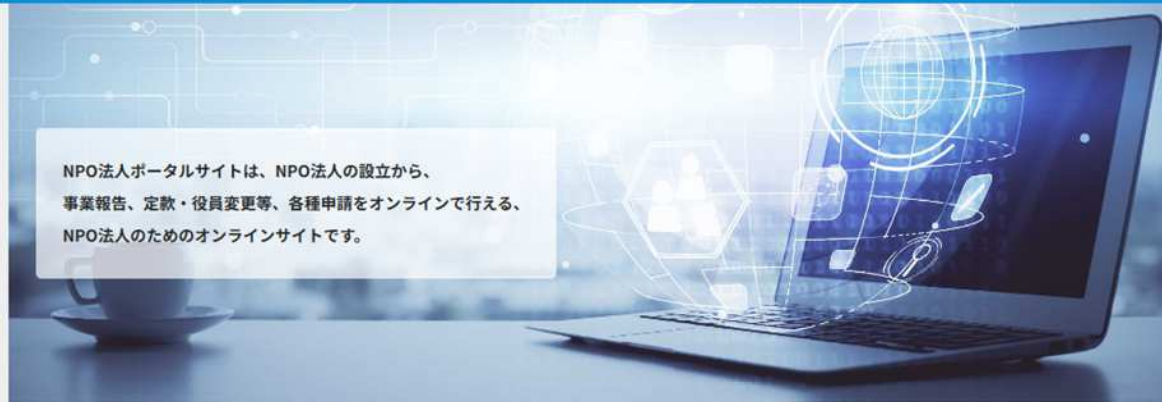 NPO法人ポータルサイトは、NPO法人の設立から、
事業報告、定款・役員変更等、各種申請をオンラインで行える、
NPO法人のためのオンラインサイトです。